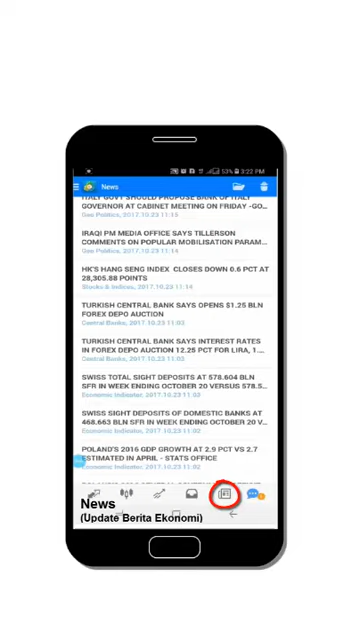 53% 3:22 PM
News
ITALY GOVT SHOULD PROPOSE BANK OF ITALY
GOVERNOR AT CABINET MEETING ON FRIDAY -GO...
Geo Politics, 2017.10.23 11:15
IRAQI PM MEDIA OFFICE SAYS TILLERSON
COMMENTS ON POPULAR MOBILISATION PARAM...
Geo Politics, 2017.10.23 11:14
HK'S HANG SENG INDEX CLOSES DOWN 0.6 PCT AT
28,305.88 POINTS
Stocks & Indices, 2017.10.23 11:14
TURKISH CENTRAL BANK SAYS OPENS $1.25 BLN
FOREX DEPO AUCTION
Central Banks, 2017.10.23 11:03
TURKISH CENTRAL BANK SAYS INTEREST RATES
IN FOREX DEPO AUCTION 12.25 PCT FOR LIRA, 1....
Central Banks, 2017.10.23 11:02
SWISS TOTAL SIGHT DEPOSITS AT 578.604 BLN
SFR IN WEEK ENDING OCTOBER 20 VERSUS 578.5...
Economic Indicator, 2017.10.23 11:02
SWISS SIGHT DEPOSITS OF DOMESTIC BANKS AT
468.663 BLN SFR IN WEEK ENDING OCTOBER 20 V...
Economic Indicator, 2017.10.23 11:02
POLAND'S 2016 GDP GROWTH AT 2.9 PCT VS 2.7
ESTIMATED IN APRIL - STATS OFFICE
Economic Indicator, 2017.10.23 11:02
News
(Update Berita Ekonomi)